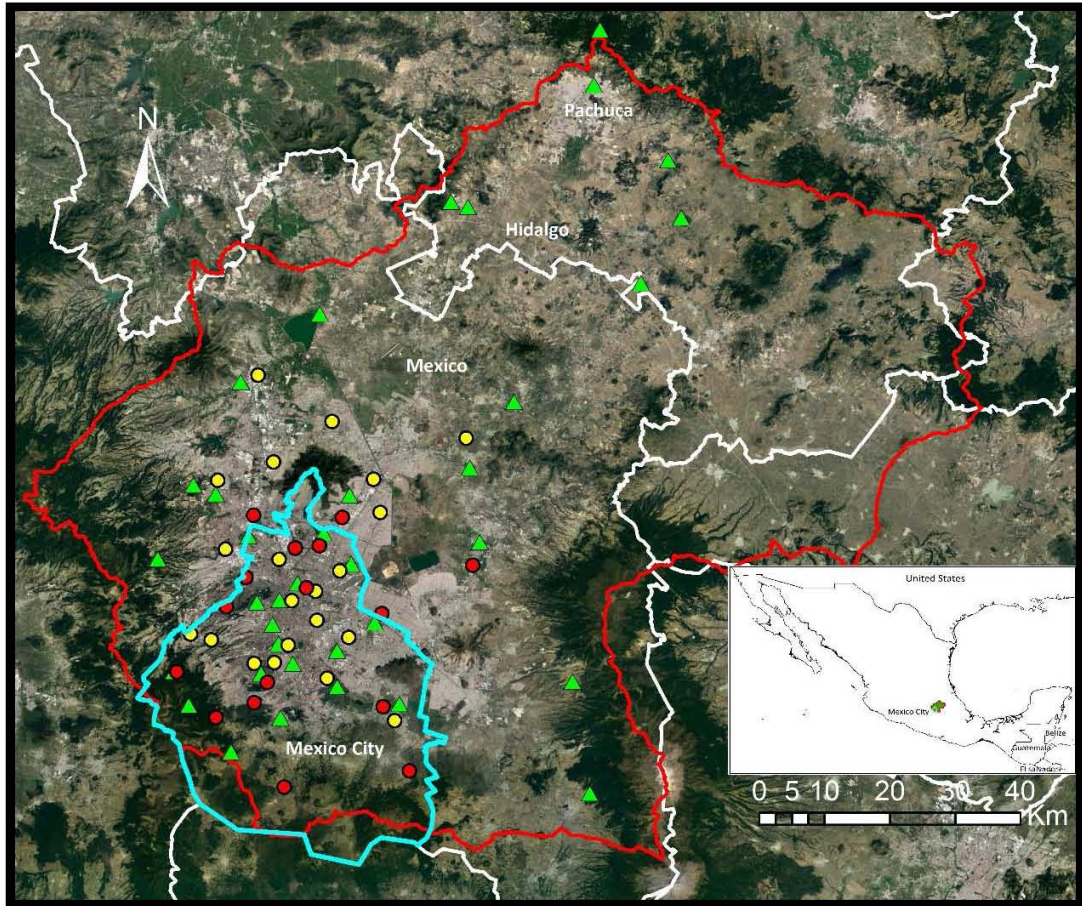 N
Pachuca
Hidalgo
Mexico
Mexico City
United States
Mexico City
Belize
Guatemala
El salvador
0 5 10 20 30 40
Km